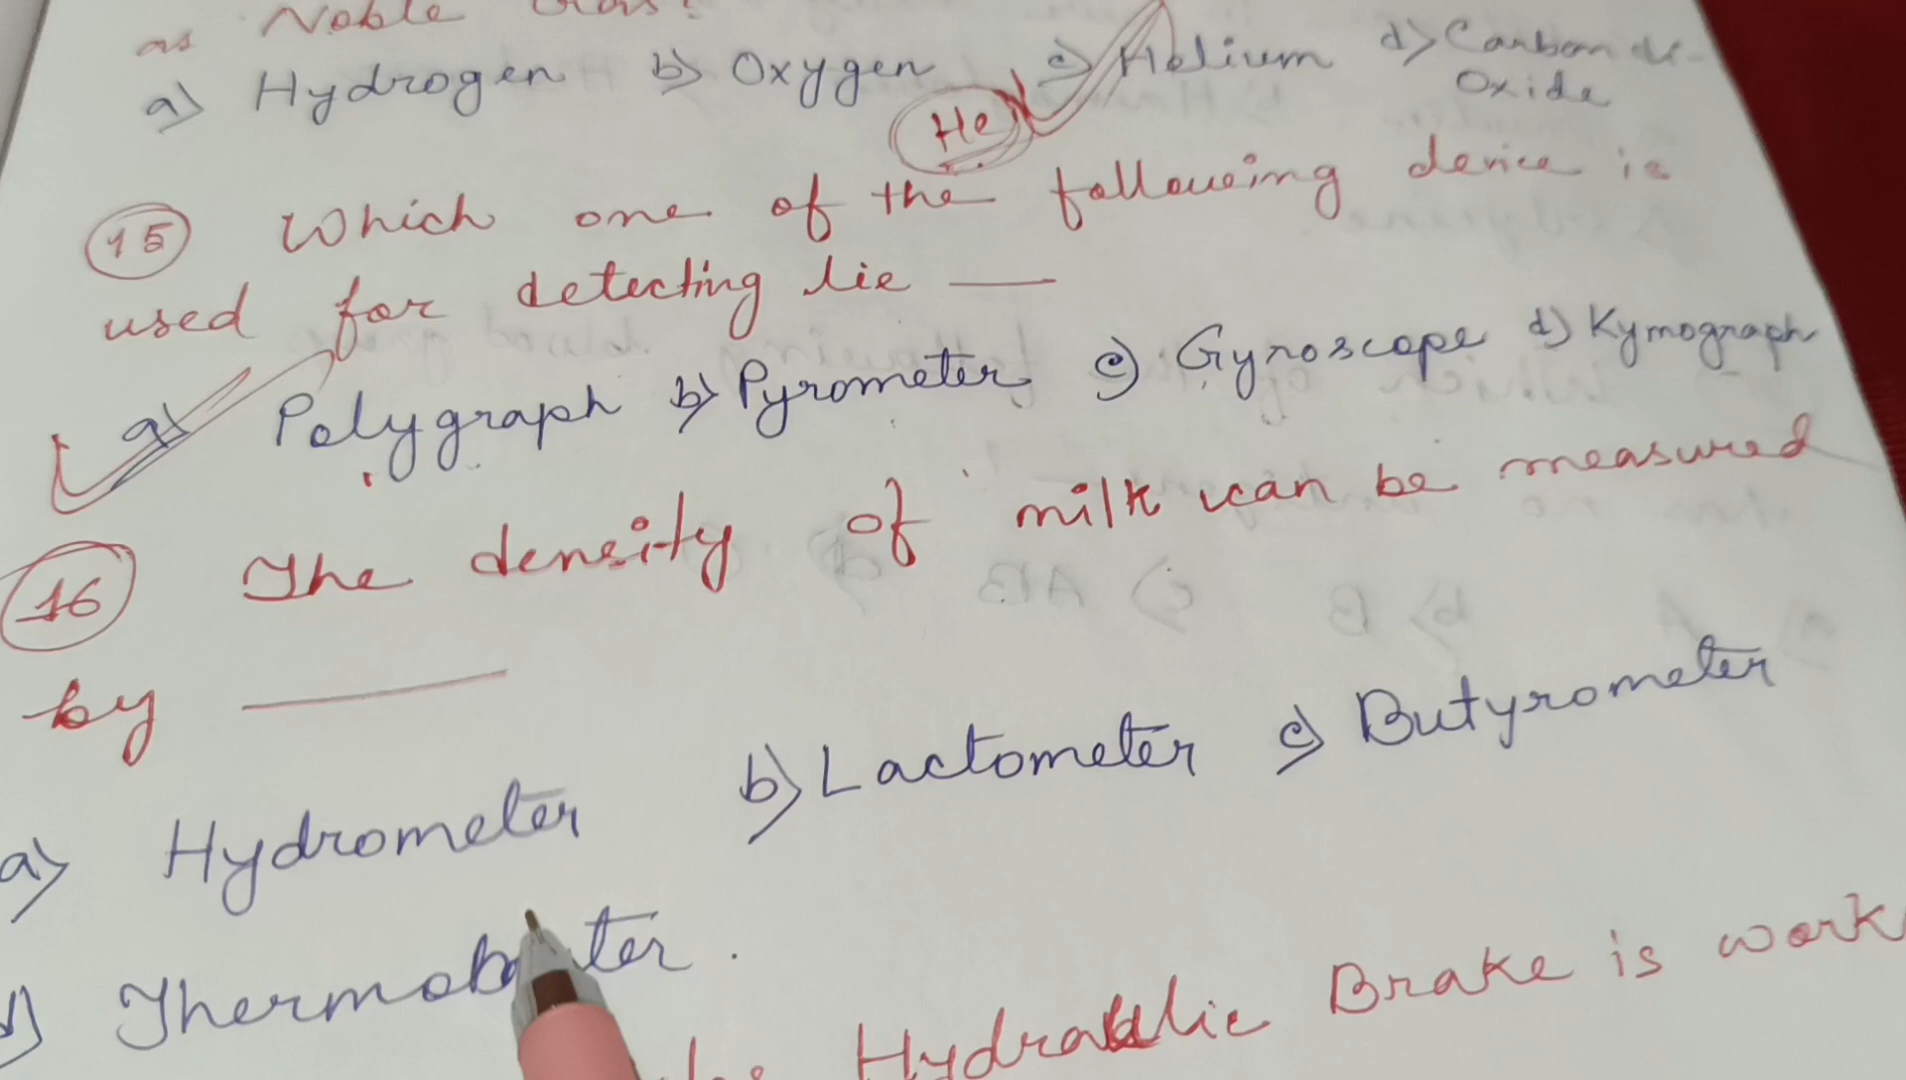 as Noble Gas?
a) Hydrogen b) Oxygen c) Helium d) Carbon di-
Oxide
He
15 Which one of the following device is
used for detecting lie —
a) Polygraph b) Pyrometer c) Gyroscope d) Kymograph
16 The density of milk can be measured
by —
a) Hydrometer b) Lactometer c) Butyrometer
d)
Hydraulic Brake is work